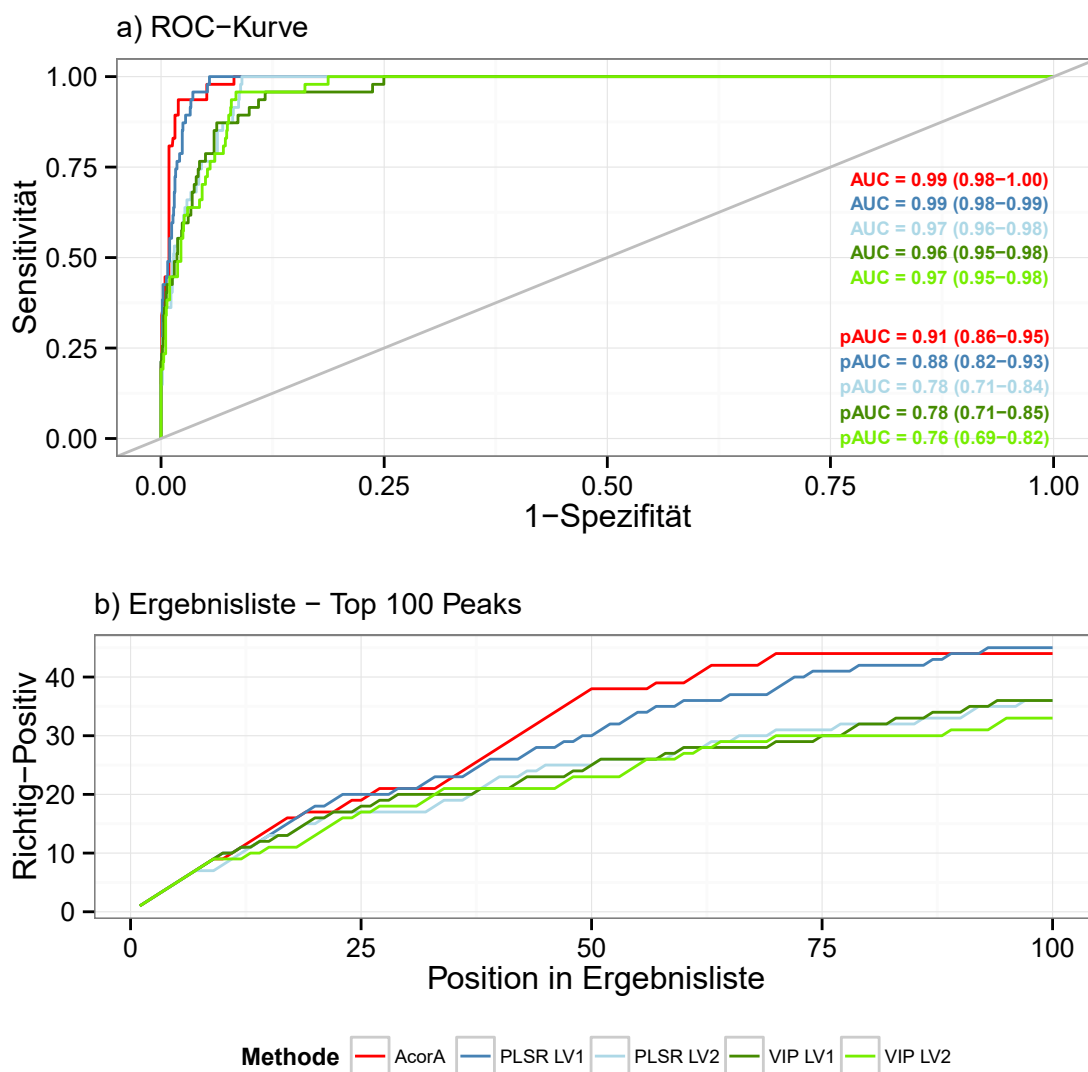 a) ROC−Kurve
1.00
0.75
0.50
0.25
0.00
Sensitivität
AUC = 0.99 (0.98−1.00)
AUC = 0.99 (0.98−0.99)
AUC = 0.97 (0.96−0.98)
AUC = 0.96 (0.95−0.98)
AUC = 0.97 (0.95−0.98)
pAUC = 0.91 (0.86−0.95)
pAUC = 0.88 (0.82−0.93)
pAUC = 0.78 (0.71−0.84)
pAUC = 0.78 (0.71−0.85)
pAUC = 0.76 (0.69−0.82)
0.00 0.25 0.50 0.75 1.00
1−Spezifität
b) Ergebnisliste − Top 100 Peaks
40
30
20
10
0
Richtig−Positiv
0 25 50 75 100
Position in Ergebnisliste
Methode AcorA PLSR LV1 PLSR LV2 VIP LV1 VIP LV2